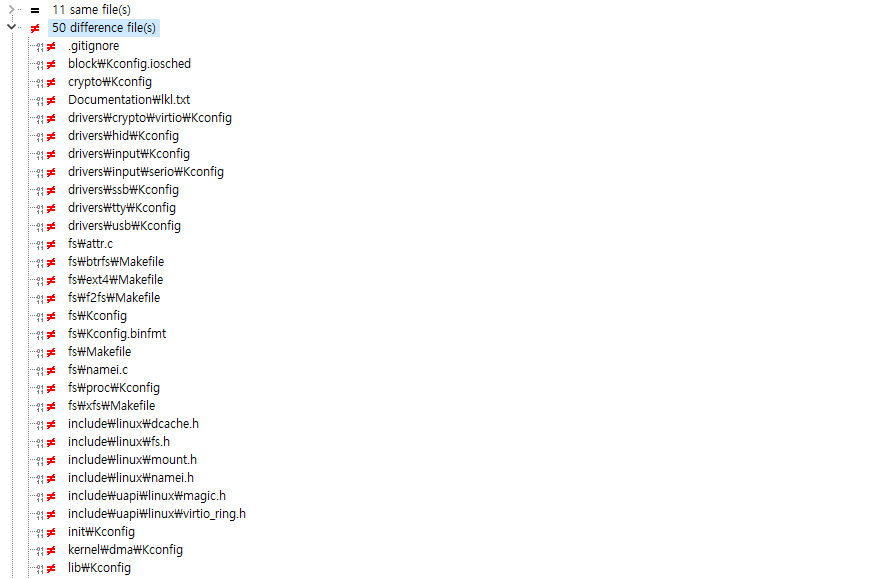 11 same file(s)
50 difference file(s)
.gitignore
block₩Kconfig.iosched
crypto₩Kconfig
Documentation₩lkl.txt
drivers₩crypto₩virtio₩Kconfig
drivers₩hid₩Kconfig
drivers₩input₩Kconfig
drivers₩input₩serio₩Kconfig
drivers₩ssb₩Kconfig
drivers₩tty₩Kconfig
drivers₩usb₩Kconfig
fs₩attr.c
fs₩btrfs₩Makefile
fs₩ext4₩Makefile
fs₩f2fs₩Makefile
fs₩Kconfig
fs₩Kconfig.binfmt
fs₩Makefile
fs₩namei.c
fs₩proc₩Kconfig
fs₩xfs₩Makefile
include₩linux₩dcache.h
include₩linux₩fs.h
include₩linux₩mount.h
include₩linux₩namei.h
include₩uapi₩linux₩magic.h
include₩uapi₩linux₩virtio_ring.h
init₩Kconfig
kernel₩dma₩Kconfig
lib₩Kconfig